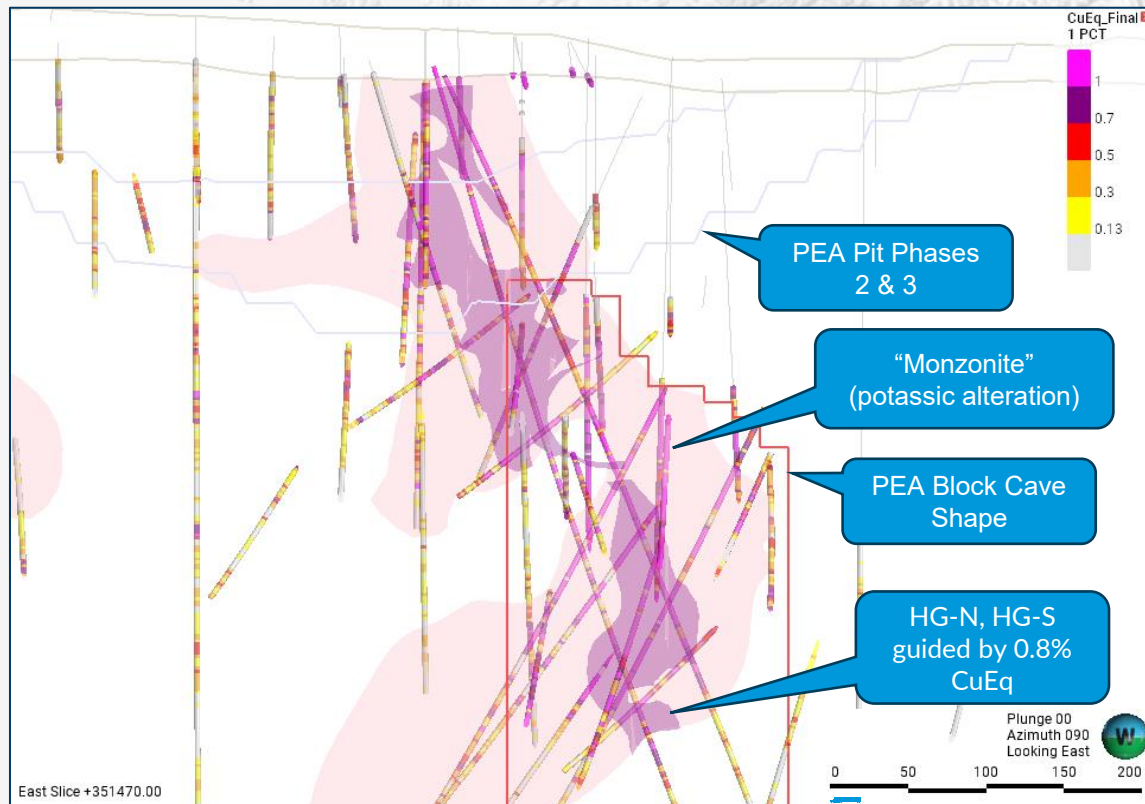 CuEq_Final
1 PCT
1
0.7
0.5
0.3
0.13
PEA Pit Phases
2 & 3
“Monzonite”
(potassic alteration)
PEA Block Cave
Shape
HG-N, HG-S
guided by 0.8%
CuEq
Plunge 00
Azimuth 090
Looking East
W
0 50 100 150 200
East Slice +351470.00